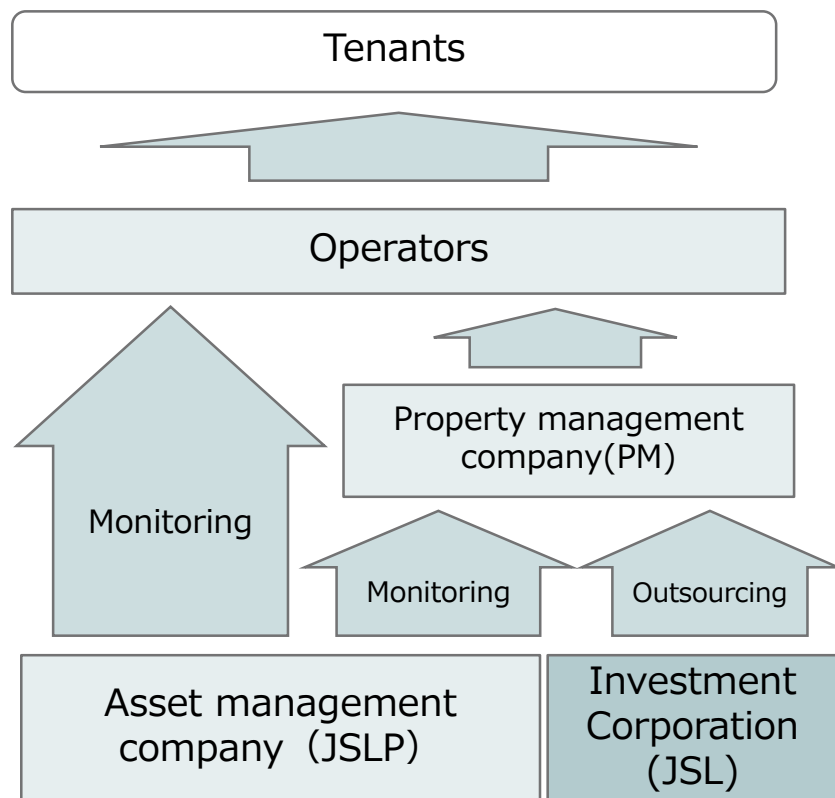 Tenants
Operators
Property management
company(PM)
Monitoring
Monitoring
Outsourcing
Asset management
company （JSLP）
Investment
Corporation
(JSL)